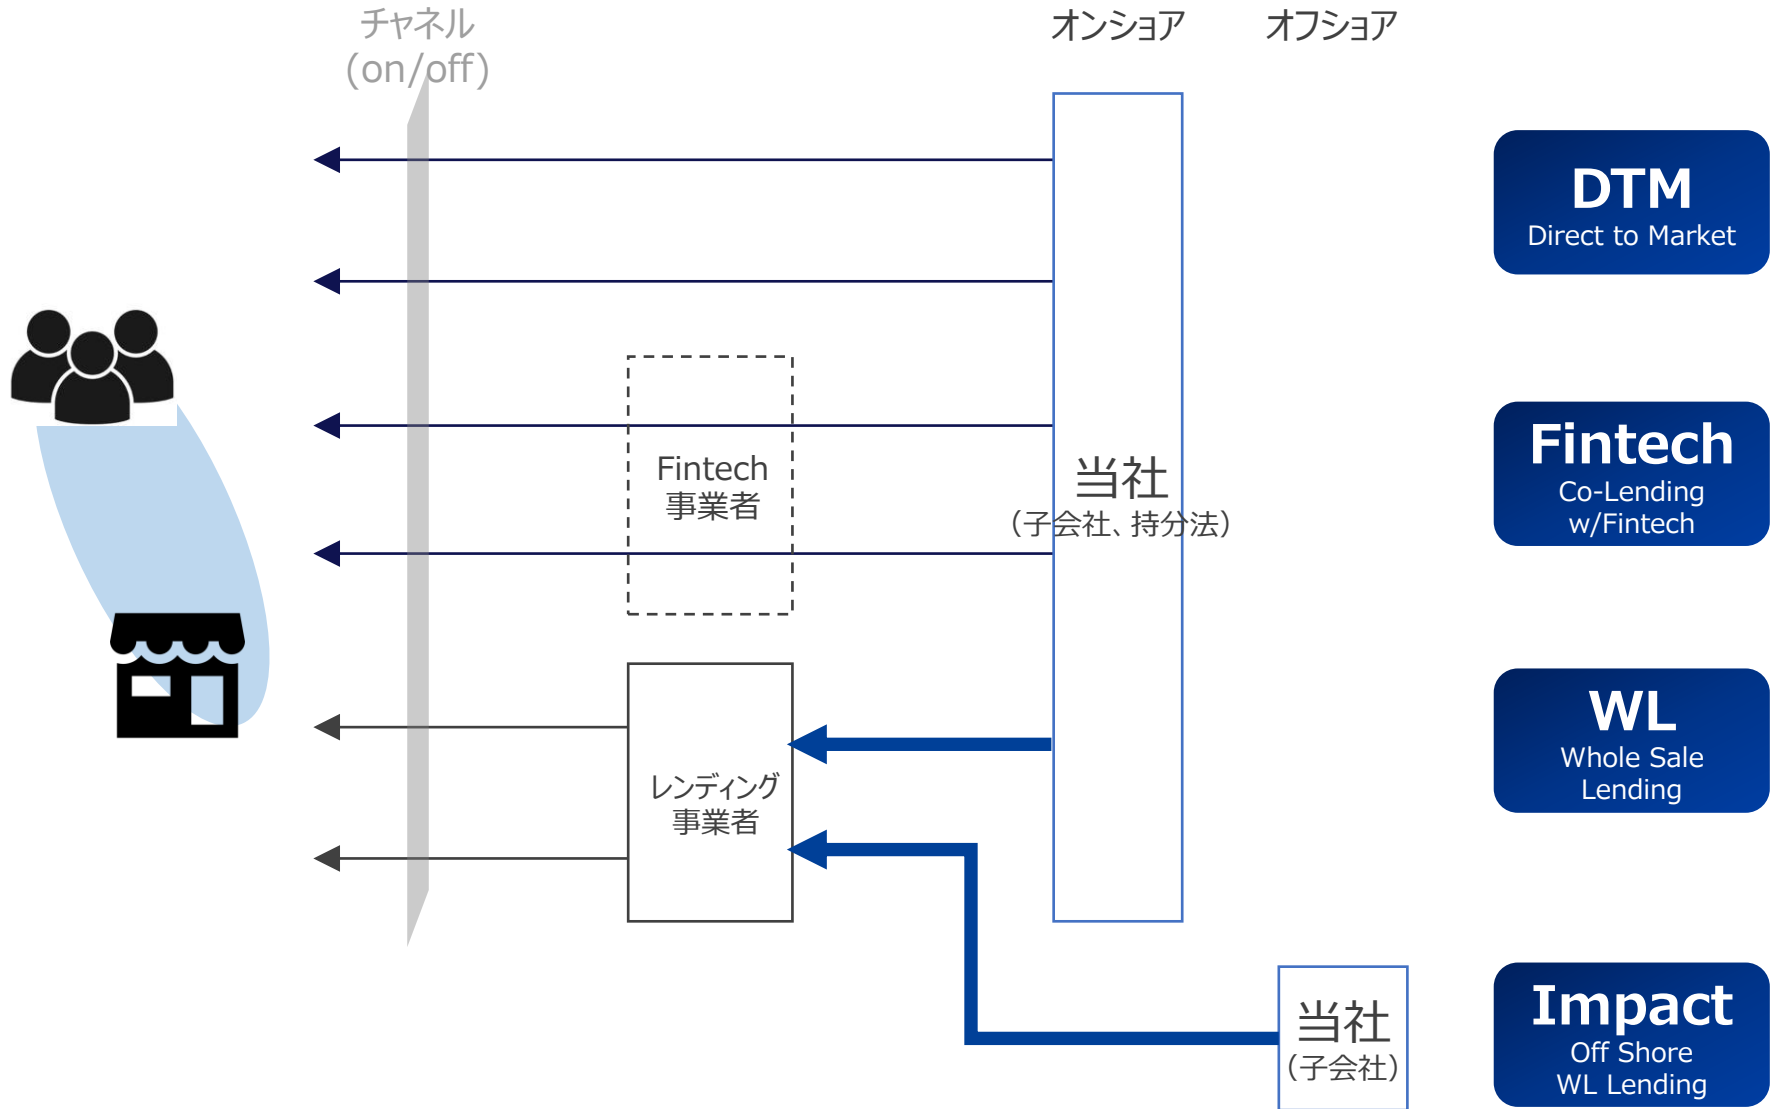 チャネル
(on/off)
オンショア
オフショア
DTM
Direct to Market
Fintech
事業者
当社
(子会社、持分法)
Fintech
Co-Lending
w/Fintech
レンディング
事業者
WL
Whole Sale
Lending
当社
(子会社)
Impact
Off Shore
WL Lending